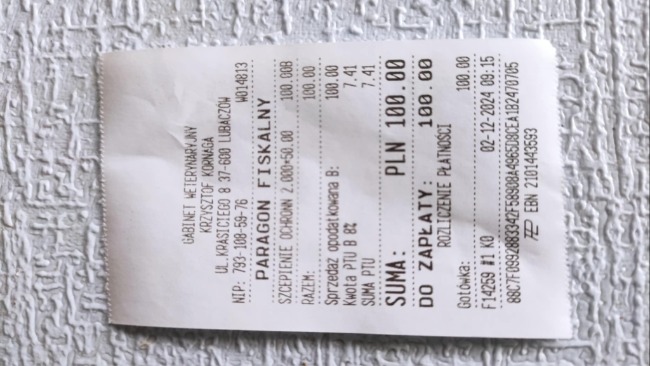 GABINET WETERYNARYJNY
KRZYSZTOF KORNAGA
UL.KRASICIEGO 8 37-600 LUBACZÓW
NIP: 793-108-59-76 W014813
PARAGON FISKALNY
SZCZEPIENIE OCHRONN 2.000×50.00 100.00B
RAZEM: 100.00
Sprzedaż opodatkowana B: 100.00
Kwota PTU B 8% 7.41
SUMA PTU 7.41
SUMA: PLN 100.00
DO ZAPŁATY: 100.00
ROZLICZENIE PŁATNOŚCI
Gotówka: 100.00
F14259 #1 KO 02-12-2024 09:15
EBN 2101443593